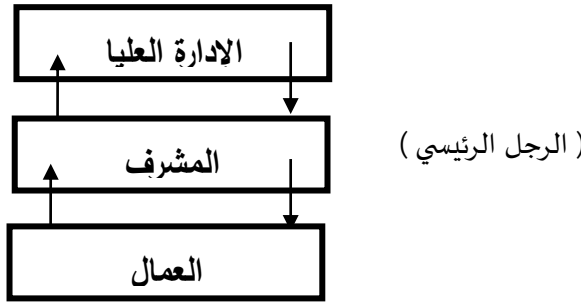 الإدارة العليا
المشرف
( الرجل الرئيسي )
العمال